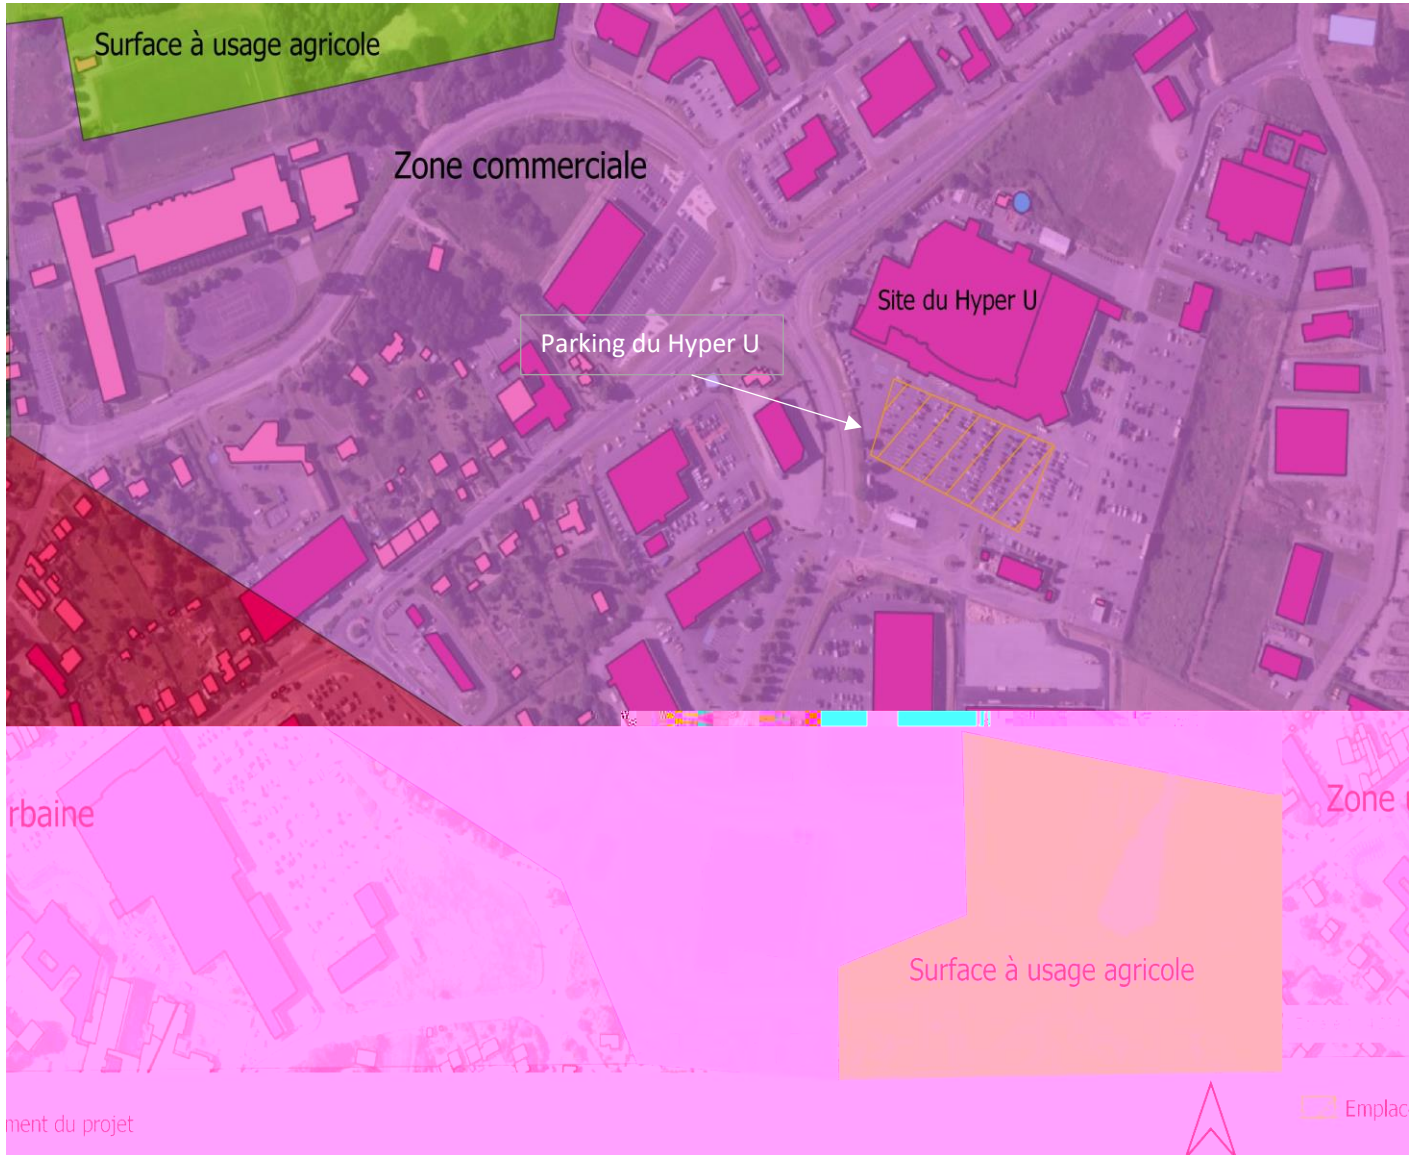 Surface à usage agricole
Zone commerciale
Site du Hyper U
Parking du Hyper U
rbaine
Zone u
Surface à usage agricole
Emplac
ment du projet